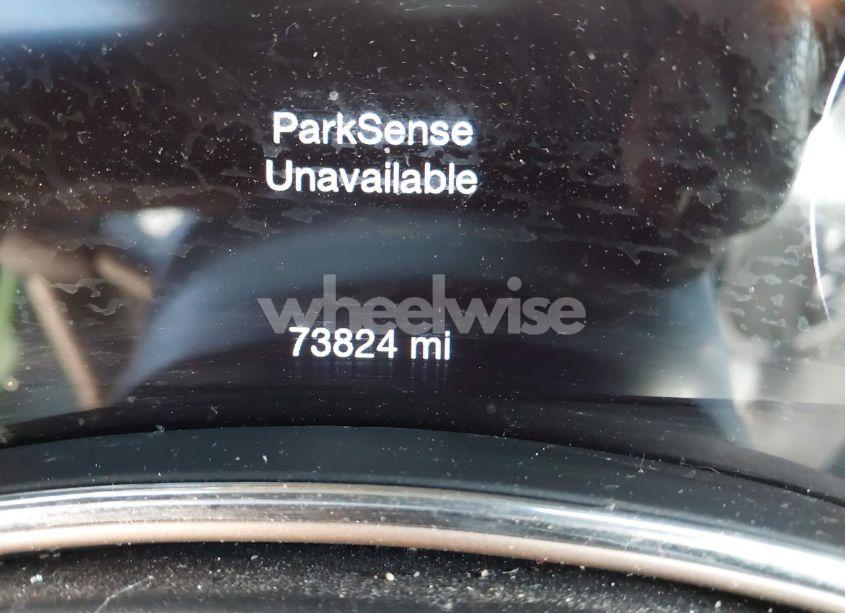 ParkSense
Unavailable
wheelwise
73824 mi